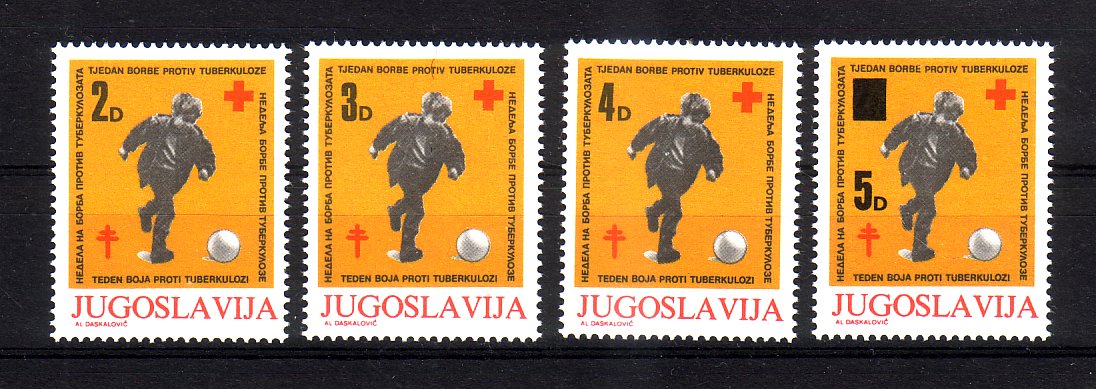 TJEDAN BORBE PROTIV TUBERKULOZE
НЕДЕЛА НА БОРБА ПРОТИВ ТУБЕРКУЛОЗАТА
2D
НЕДЕЉА БОРБЕ ПРОТИВ ТУБЕРКУЛОЗЕ
TEDEN BOJA PROTI TUBERKULOZI
JUGOSLAVIJA
AL DASKALOVIČ
TJEDAN BORBE PROTIV TUBERKULOZE
НЕДЕЛА НА БОРБА ПРОТИВ ТУБЕРКУЛОЗАТА
3D
НЕДЕЉА БОРБЕ ПРОТИВ ТУБЕРКУЛОЗЕ
TEDEN BOJA PROTI TUBERKULOZI
JUGOSLAVIJA
AL DASKALOVIČ
TJEDAN BORBE PROTIV TUBERKULOZE
НЕДЕЛА НА БОРБА ПРОТИВ ТУБЕРКУЛОЗАТА
4D
НЕДЕЉА БОРБЕ ПРОТИВ ТУБЕРКУЛОЗЕ
TEDEN BOJA PROTI TUBERKULOZI
JUGOSLAVIJA
AL DASKALOVIČ
TJEDAN BORBE PROTIV TUBERKULOZE
НЕДЕЛА НА БОРБА ПРОТИВ ТУБЕРКУЛОЗАТА
5D
НЕДЕЉА БОРБЕ ПРОТИВ ТУБЕРКУЛОЗЕ
TEDEN BOJA PROTI TUBERKULOZI
JUGOSLAVIJA
AL DASKALOVIČ